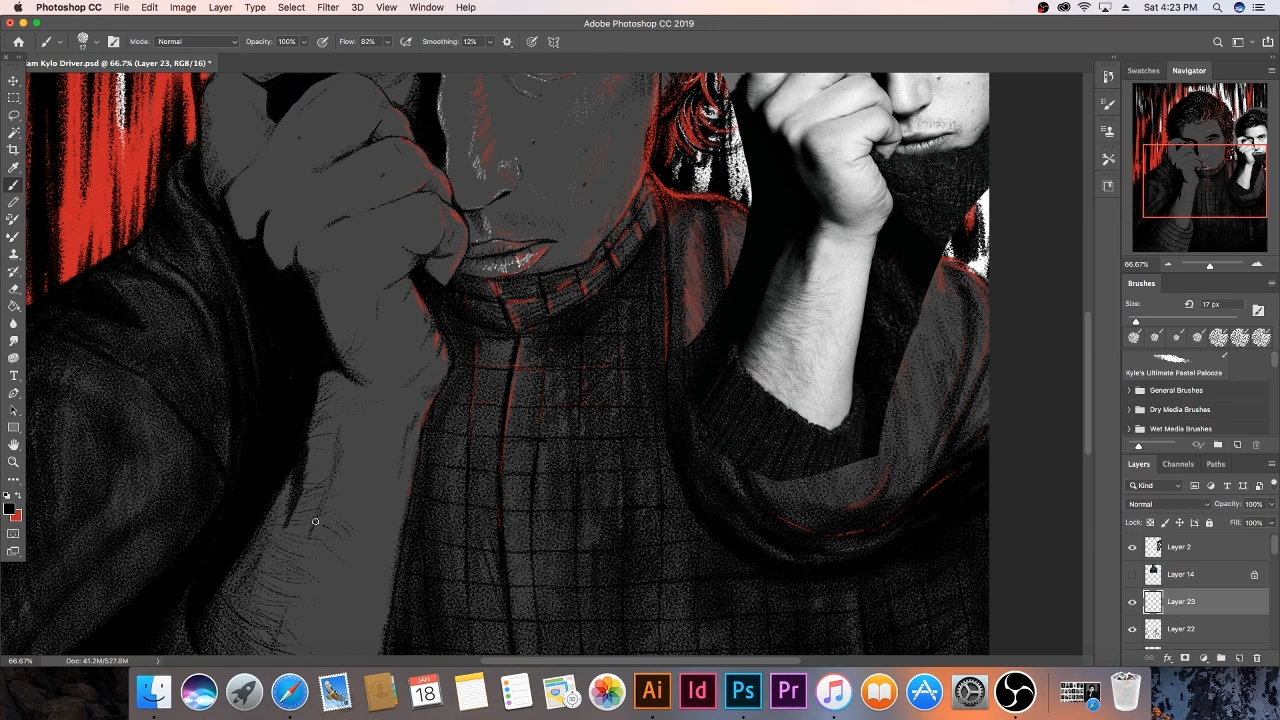 Photoshop CC File Edit Image Layer Type Select Filter 3D View Window Help Sat 4:23 PM
Adobe Photoshop CC 2019
17 Mode: Normal Opacity: 100% Flow: 82% Smoothing: 12%
am Kylo Driver.psd @ 66.7% (Layer 23, RGB/16) *
Swatches Navigator
66.67%
Brushes
Size: 17 px
Kyle's Ultimate Pastel Palooza
General Brushes
Dry Media Brushes
Wet Media Brushes
Layers Channels Paths
Kind
Normal Opacity: 100%
Lock: Fill: 100%
Layer 2
Layer 14
Layer 23
Layer 22
66.67% Doc: 41.2M/527.8M
JAN
18
Ai Id Ps Pr